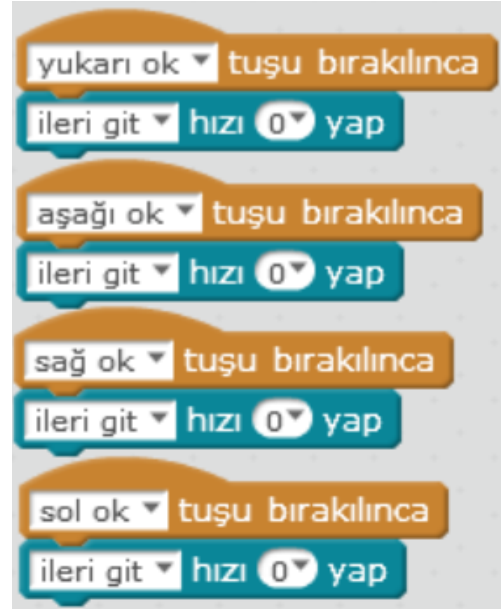 yukarı ok tuşu bırakılınca
ileri git hızı 0 yap
aşağı ok tuşu bırakılınca
ileri git hızı 0 yap
sağ ok tuşu bırakılınca
ileri git hızı 0 yap
sol ok tuşu bırakılınca
ileri git hızı 0 yap